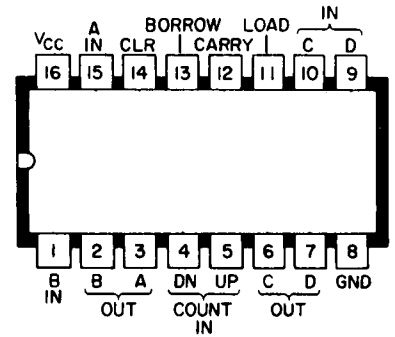 IN
BORROW LOAD
A
VCC IN CLR CARRY C D
16 15 14 13 12 11 10 9
1 2 3 4 5 6 7 8
B B A DN UP C D GND
IN OUT COUNT OUT
IN